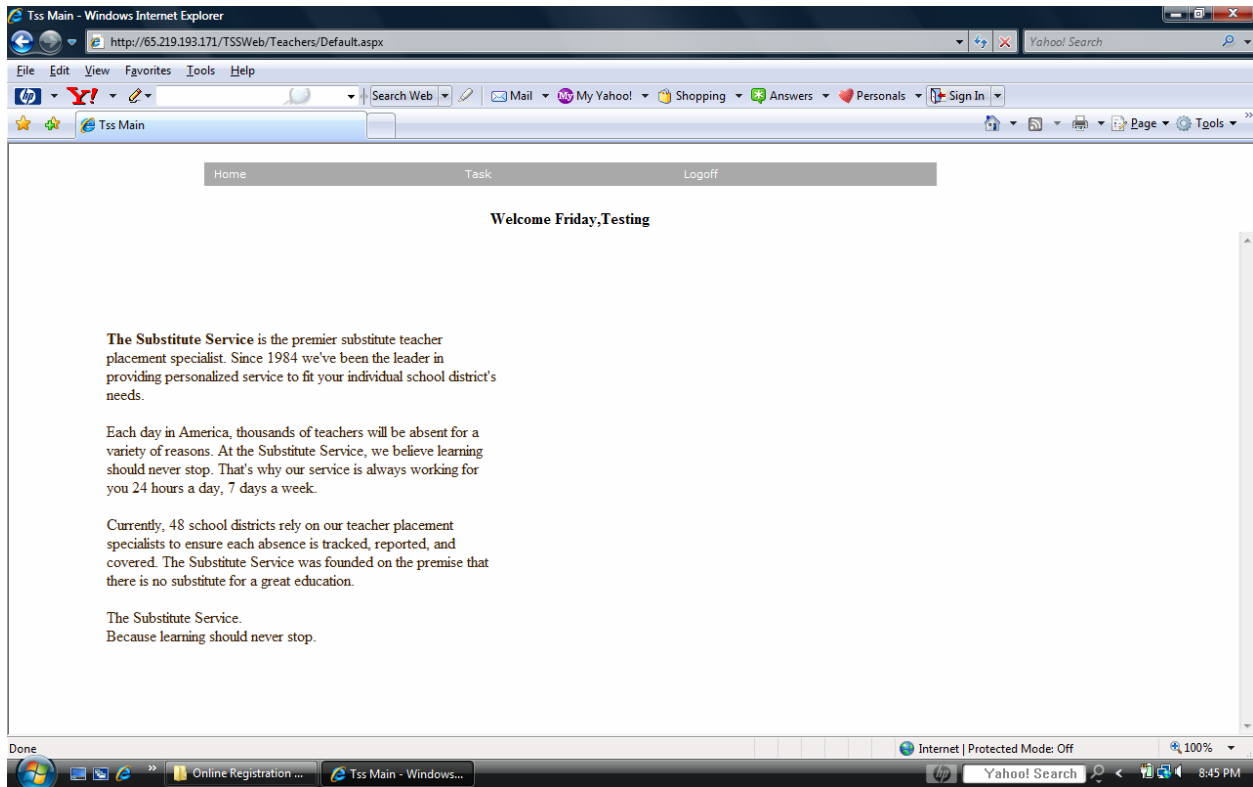 Tss Main - Windows Internet Explorer
http://65.219.193.171/TSSWeb/Teachers/Default.aspx
Yahoo! Search
File Edit View Favorites Tools Help
hp Y! Search Web Mail My Yahoo! Shopping Answers Personals Sign In
Tss Main
Page Tools
Home Task Logoff
Welcome Friday,Testing
The Substitute Service is the premier substitute teacher
placement specialist. Since 1984 we've been the leader in
providing personalized service to fit your individual school district's
needs.
Each day in America, thousands of teachers will be absent for a
variety of reasons. At the Substitute Service, we believe learning
should never stop. That's why our service is always working for
you 24 hours a day, 7 days a week.
Currently, 48 school districts rely on our teacher placement
specialists to ensure each absence is tracked, reported, and
covered. The Substitute Service was founded on the premise that
there is no substitute for a great education.
The Substitute Service.
Because learning should never stop.
Done Internet | Protected Mode: Off 100%
Online Registration ... Tss Main - Windows... hp Yahoo! Search 8:45 PM